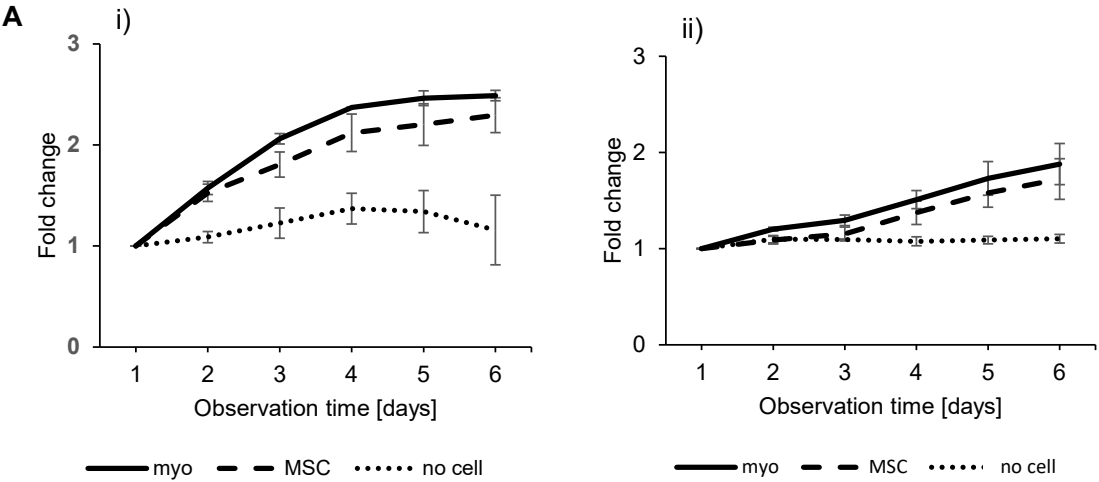 A
i)
3
2
1
0
Fold change
1 2 3 4 5 6
Observation time [days]
myo MSC no cell
ii)
3
2
1
0
Fold change
1 2 3 4 5 6
Observation time [days]
myo MSC no cell